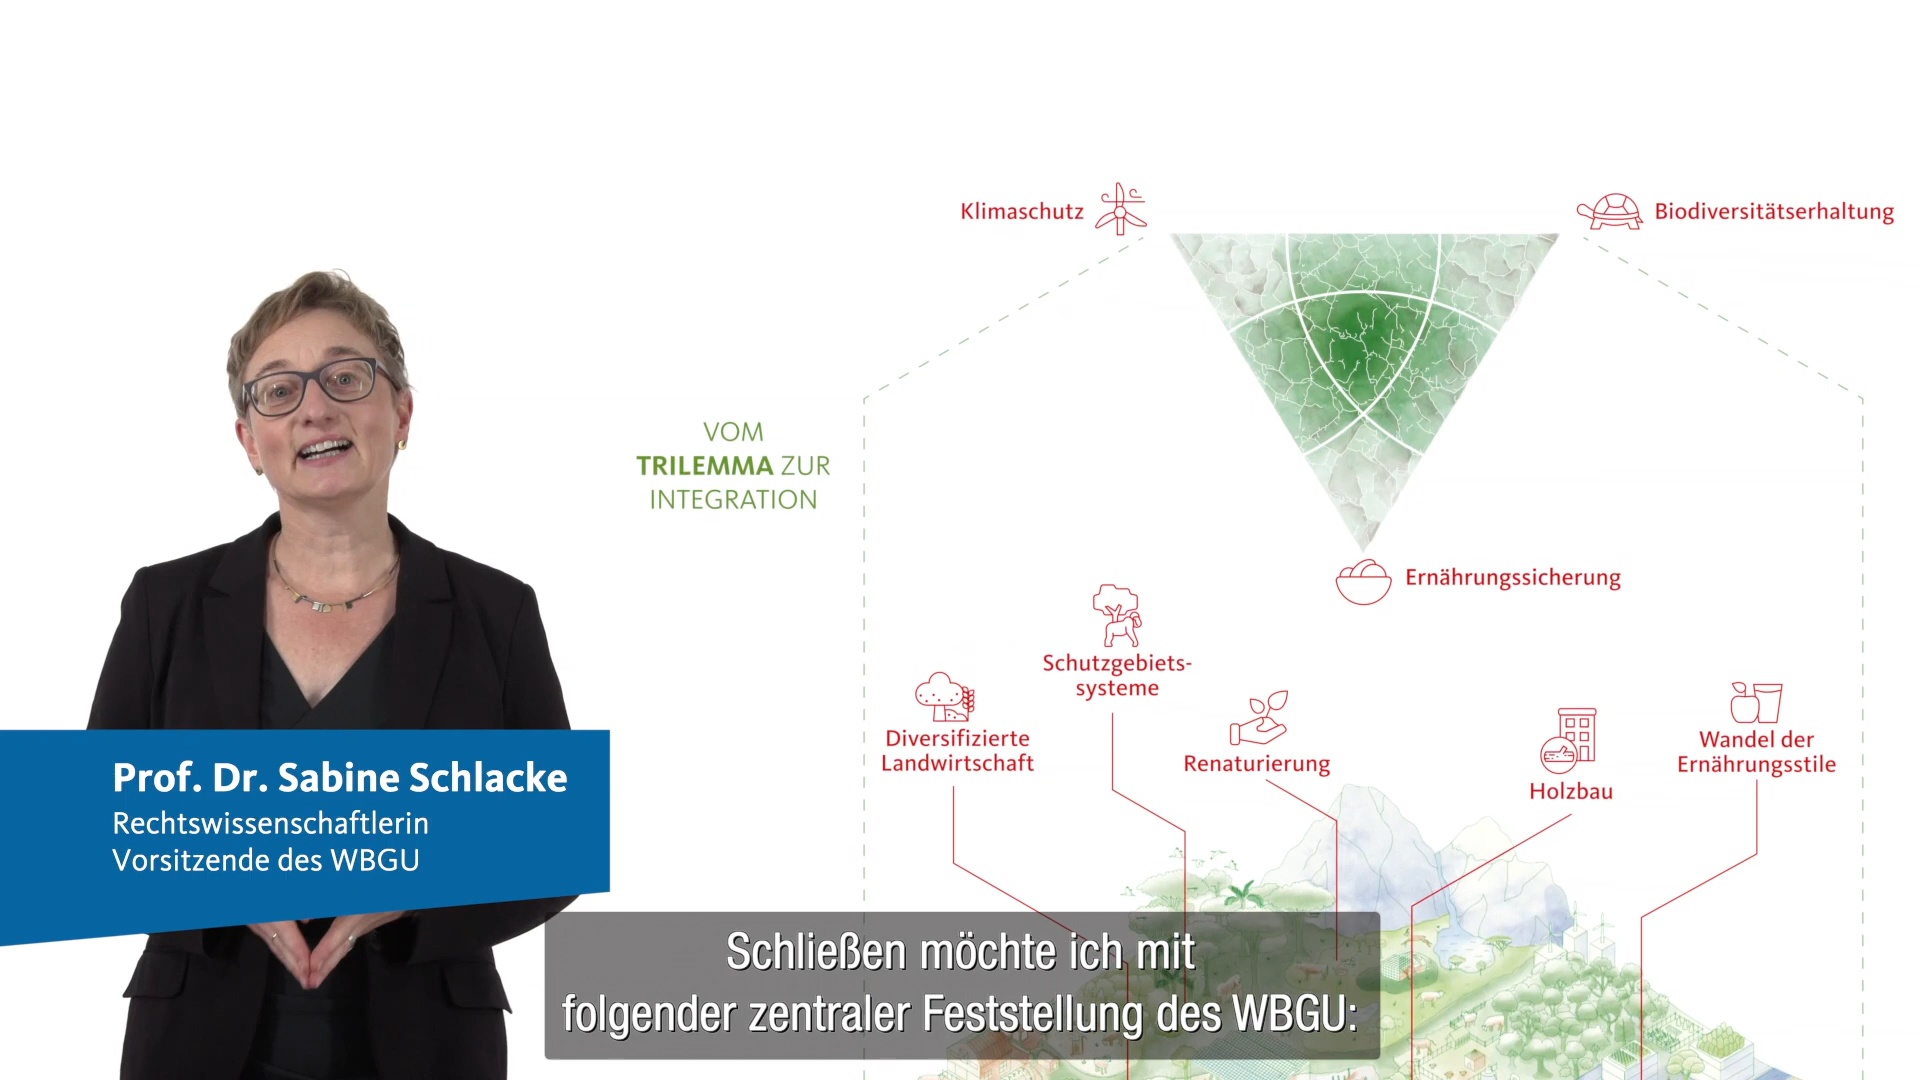 Klimaschutz
Biodiversitätserhaltung
VOM
TRILEMMA ZUR
INTEGRATION
Ernährungssicherung
Schutzgebiets-
systeme
Diversifizierte
Landwirtschaft
Renaturierung
Holzbau
Wandel der
Ernährungsstile
Prof. Dr. Sabine Schlacke
Rechtswissenschaftlerin
Vorsitzende des WBGU
Schließen möchte ich mit
folgender zentraler Feststellung des WBGU: